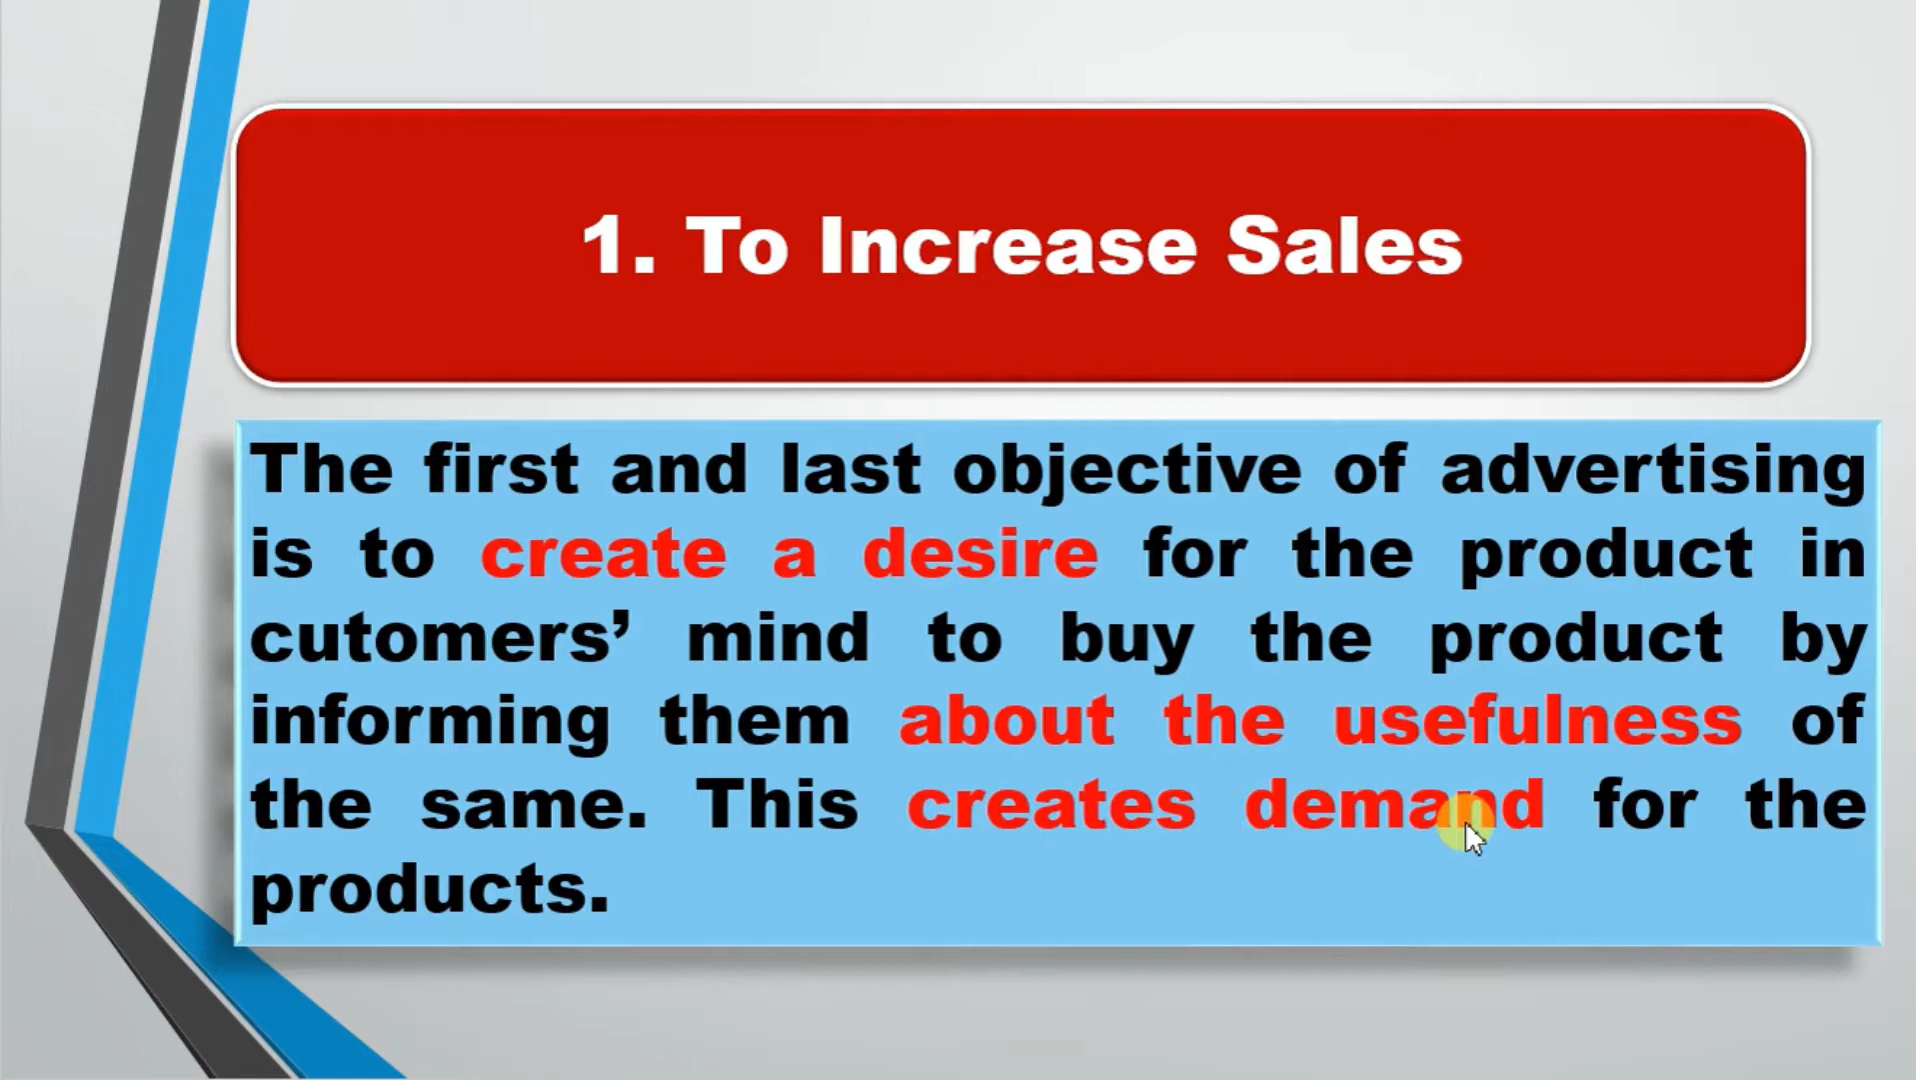 1. To Increase Sales
The first and last objective of advertising
is to create a desire for the product in
cutomers’ mind to buy the product by
informing them about the usefulness of
the same. This creates demand for the
products.